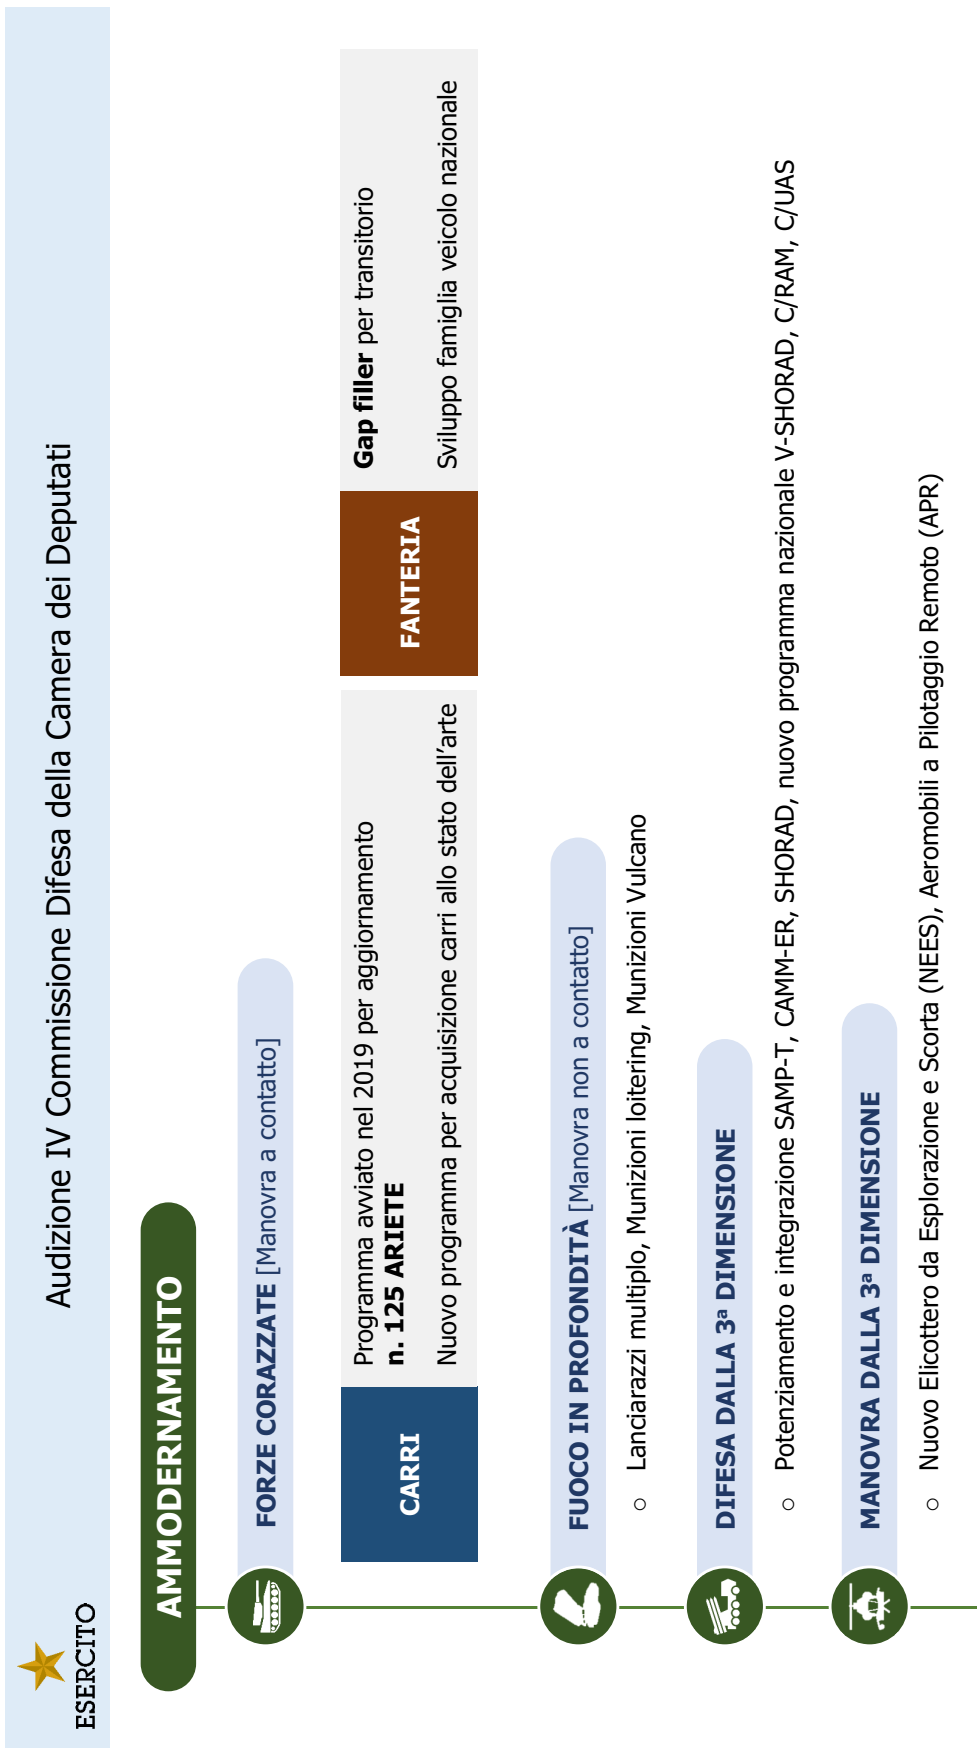 ESERCITO
Audizione IV Commissione Difesa della Camera dei Deputati
AMMODERNAMENTO
FORZE CORAZZATE [Manovra a contatto]
CARRI
Programma avviato nel 2019 per aggiornamento
n. 125 ARIETE
Nuovo programma per acquisizione carri allo stato dell’arte
FANTERIA
Gap filler per transitorio
Sviluppo famiglia veicolo nazionale
FUOCO IN PROFONDITÀ [Manovra non a contatto]
○ Lanciarazzi multiplo, Munizioni loitering, Munizioni Vulcano
DIFESA DALLA 3ª DIMENSIONE
○ Potenziamento e integrazione SAMP-T, CAMM-ER, SHORAD, nuovo programma nazionale V-SHORAD, C/RAM, C/UAS
MANOVRA DALLA 3ª DIMENSIONE
○ Nuovo Elicottero da Esplorazione e Scorta (NEES), Aeromobili a Pilotaggio Remoto (APR)